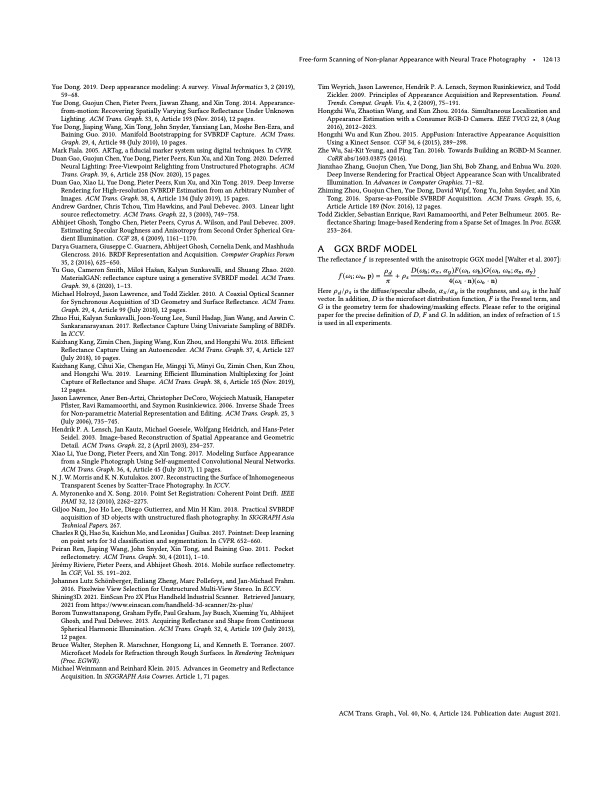 Free-form Scanning of Non-planar Appearance with Neural Trace Photography • 124:13
Yue Dong. 2019. Deep appearance modeling: A survey. Visual Informatics 3, 2 (2019),
59–68.
Yue Dong, Guojun Chen, Pieter Peers, Jiawan Zhang, and Xin Tong. 2014. Appearance-
from-motion: Recovering Spatially Varying Surface Reflectance Under Unknown
Lighting. ACM Trans. Graph. 33, 6, Article 193 (Nov. 2014), 12 pages.
Yue Dong, Jiaping Wang, Xin Tong, John Snyder, Yanxiang Lan, Moshe Ben-Ezra, and
Baining Guo. 2010. Manifold Bootstrapping for SVBRDF Capture. ACM Trans.
Graph. 29, 4, Article 98 (July 2010), 10 pages.
Mark Fiala. 2005. ARTag, a fiducial marker system using digital techniques. In CVPR.
Duan Gao, Guojun Chen, Yue Dong, Pieter Peers, Kun Xu, and Xin Tong. 2020. Deferred
Neural Lighting: Free-Viewpoint Relighting from Unstructured Photographs. ACM
Trans. Graph. 39, 6, Article 258 (Nov. 2020), 15 pages.
Duan Gao, Xiao Li, Yue Dong, Pieter Peers, Kun Xu, and Xin Tong. 2019. Deep Inverse
Rendering for High-resolution SVBRDF Estimation from an Arbitrary Number of
Images. ACM Trans. Graph. 38, 4, Article 134 (July 2019), 15 pages.
Andrew Gardner, Chris Tchou, Tim Hawkins, and Paul Debevec. 2003. Linear light
source reflectometry. ACM Trans. Graph. 22, 3 (2003), 749–758.
Abhijeet Ghosh, Tongbo Chen, Pieter Peers, Cyrus A. Wilson, and Paul Debevec. 2009.
Estimating Specular Roughness and Anisotropy from Second Order Spherical Gra-
dient Illumination. CGF 28, 4 (2009), 1161–1170.
Darya Guarnera, Giuseppe C. Guarnera, Abhijeet Ghosh, Cornelia Denk, and Mashhuda
Glencross. 2016. BRDF Representation and Acquisition. Computer Graphics Forum
35, 2 (2016), 625–650.
Yu Guo, Cameron Smith, Miloš Hašan, Kalyan Sunkavalli, and Shuang Zhao. 2020.
MaterialGAN: reflectance capture using a generative SVBRDF model. ACM Trans.
Graph. 39, 6 (2020), 1–13.
Michael Holroyd, Jason Lawrence, and Todd Zickler. 2010. A Coaxial Optical Scanner
for Synchronous Acquisition of 3D Geometry and Surface Reflectance. ACM Trans.
Graph. 29, 4, Article 99 (July 2010), 12 pages.
Zhuo Hui, Kalyan Sunkavalli, Joon-Young Lee, Sunil Hadap, Jian Wang, and Aswin C.
Sankaranarayanan. 2017. Reflectance Capture Using Univariate Sampling of BRDFs.
In ICCV.
Kaizhang Kang, Zimin Chen, Jiaping Wang, Kun Zhou, and Hongzhi Wu. 2018. Efficient
Reflectance Capture Using an Autoencoder. ACM Trans. Graph. 37, 4, Article 127
(July 2018), 10 pages.
Kaizhang Kang, Cihui Xie, Chengan He, Mingqi Yi, Minyi Gu, Zimin Chen, Kun Zhou,
and Hongzhi Wu. 2019. Learning Efficient Illumination Multiplexing for Joint
Capture of Reflectance and Shape. ACM Trans. Graph. 38, 6, Article 165 (Nov. 2019),
12 pages.
Jason Lawrence, Aner Ben-Artzi, Christopher DeCoro, Wojciech Matusik, Hanspeter
Pfister, Ravi Ramamoorthi, and Szymon Rusinkiewicz. 2006. Inverse Shade Trees
for Non-parametric Material Representation and Editing. ACM Trans. Graph. 25, 3
(July 2006), 735–745.
Hendrik P. A. Lensch, Jan Kautz, Michael Goesele, Wolfgang Heidrich, and Hans-Peter
Seidel. 2003. Image-based Reconstruction of Spatial Appearance and Geometric
Detail. ACM Trans. Graph. 22, 2 (April 2003), 234–257.
Xiao Li, Yue Dong, Pieter Peers, and Xin Tong. 2017. Modeling Surface Appearance
from a Single Photograph Using Self-augmented Convolutional Neural Networks.
ACM Trans. Graph. 36, 4, Article 45 (July 2017), 11 pages.
N. J. W. Morris and K. N. Kutulakos. 2007. Reconstructing the Surface of Inhomogeneous
Transparent Scenes by Scatter-Trace Photography. In ICCV.
A. Myronenko and X. Song. 2010. Point Set Registration: Coherent Point Drift. IEEE
PAMI 32, 12 (2010), 2262–2275.
Giljoo Nam, Joo Ho Lee, Diego Gutierrez, and Min H Kim. 2018. Practical SVBRDF
acquisition of 3D objects with unstructured flash photography. In SIGGRAPH Asia
Technical Papers, 267.
Charles R Qi, Hao Su, Kaichun Mo, and Leonidas J Guibas. 2017. Pointnet: Deep learning
on point sets for 3d classification and segmentation. In CVPR. 652–660.
Peiran Ren, Jiaping Wang, John Snyder, Xin Tong, and Baining Guo. 2011. Pocket
reflectometry. ACM Trans. Graph. 30, 4 (2011), 1–10.
Jérémy Riviere, Pieter Peers, and Abhijeet Ghosh. 2016. Mobile surface reflectometry.
In CGF, Vol. 35. 191–202.
Johannes Lutz Schönberger, Enliang Zheng, Marc Pollefeys, and Jan-Michael Frahm.
2016. Pixelwise View Selection for Unstructured Multi-View Stereo. In ECCV.
Shining3D. 2021. EinScan Pro 2X Plus Handheld Industrial Scanner. Retrieved January,
2021 from https://www.einscan.com/handheld-3d-scanner/2x-plus/
Borom Tunwattanapong, Graham Fyffe, Paul Graham, Jay Busch, Xueming Yu, Abhijeet
Ghosh, and Paul Debevec. 2013. Acquiring Reflectance and Shape from Continuous
Spherical Harmonic Illumination. ACM Trans. Graph. 32, 4, Article 109 (July 2013),
12 pages.
Bruce Walter, Stephen R. Marschner, Hongsong Li, and Kenneth E. Torrance. 2007.
Microfacet Models for Refraction through Rough Surfaces. In Rendering Techniques
(Proc. EGWR).
Michael Weinmann and Reinhard Klein. 2015. Advances in Geometry and Reflectance
Acquisition. In SIGGRAPH Asia Courses. Article 1, 71 pages.
Tim Weyrich, Jason Lawrence, Hendrik P. A. Lensch, Szymon Rusinkiewicz, and Todd
Zickler. 2009. Principles of Appearance Acquisition and Representation. Found.
Trends. Comput. Graph. Vis. 4, 2 (2009), 75–191.
Hongzhi Wu, Zhaotian Wang, and Kun Zhou. 2016a. Simultaneous Localization and
Appearance Estimation with a Consumer RGB-D Camera. IEEE TVCG 22, 8 (Aug
2016), 2012–2023.
Hongzhi Wu and Kun Zhou. 2015. AppFusion: Interactive Appearance Acquisition
Using a Kinect Sensor. CGF 34, 6 (2015), 289–298.
Zhe Wu, Sai-Kit Yeung, and Ping Tan. 2016b. Towards Building an RGBD-M Scanner.
CoRR abs/1603.03875 (2016).
Jianzhao Zhang, Guojun Chen, Yue Dong, Jian Shi, Bob Zhang, and Enhua Wu. 2020.
Deep Inverse Rendering for Practical Object Appearance Scan with Uncalibrated
Illumination. In Advances in Computer Graphics. 71–82.
Zhiming Zhou, Guojun Chen, Yue Dong, David Wipf, Yong Yu, John Snyder, and Xin
Tong. 2016. Sparse-as-Possible SVBRDF Acquisition. ACM Trans. Graph. 35, 6,
Article Article 189 (Nov. 2016), 12 pages.
Todd Zickler, Sebastian Enrique, Ravi Ramamoorthi, and Peter Belhumeur. 2005. Re-
flectance Sharing: Image-based Rendering from a Sparse Set of Images. In Proc. EGSR.
253–264.
A GGX BRDF MODEL
The reflectance f is represented with the anisotropic GGX model [Walter et al. 2007]:
f(ωi; ωo, p) = ρd/π + ρs D(ωh; αx, αy)F(ωi, ωh)G(ωi, ωo; αx, αy) / 4(ωi · n)(ωo · n) .
Here ρd/ρs is the diffuse/specular albedo, αx/αy is the roughness, and ωh is the half
vector. In addition, D is the microfacet distribution function, F is the Fresnel term, and
G is the geometry term for shadowing/masking effects. Please refer to the original
paper for the precise definition of D, F and G. In addition, an index of refraction of 1.5
is used in all experiments.
ACM Trans. Graph., Vol. 40, No. 4, Article 124. Publication date: August 2021.